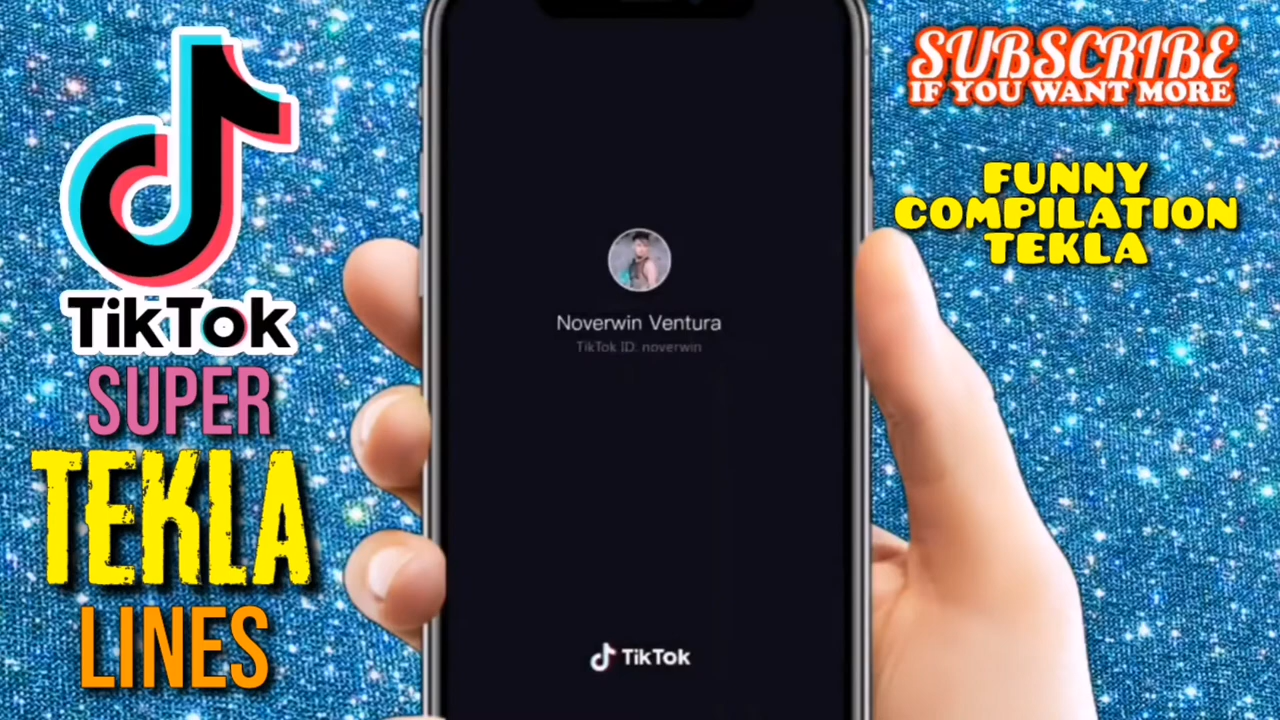 TikTok
SUPER
TEKLA
LINES
Noverwin Ventura
TikTok ID: noverwin
TikTok
SUBSCRIBE
IF YOU WANT MORE
FUNNY
COMPILATION
TEKLA